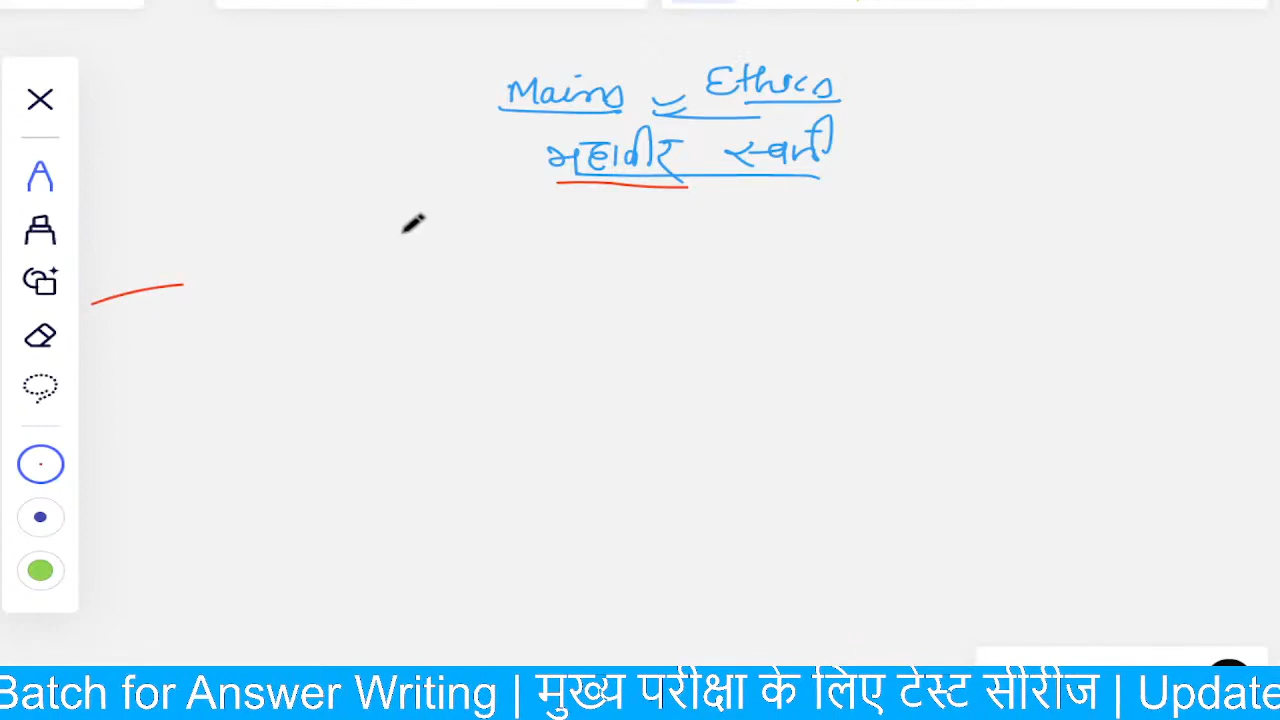 Mains Ethics
महावीर स्वामी
Batch for Answer Writing | मुख्य परीक्षा के लिए टेस्ट सीरीज | Update